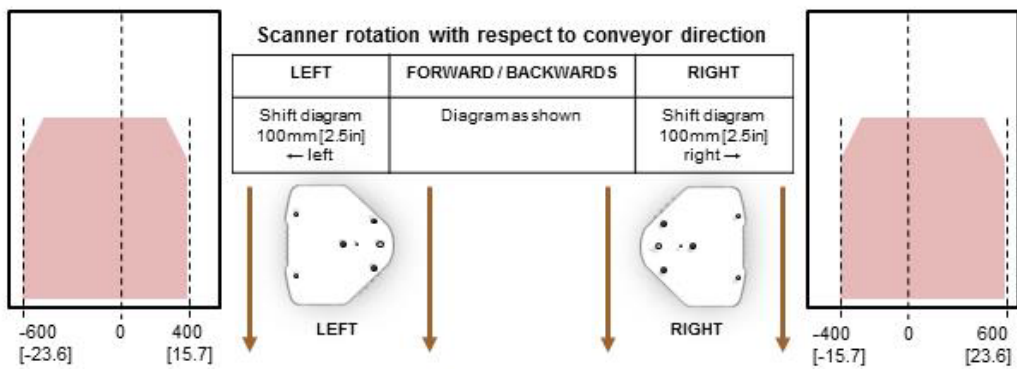 Scanner rotation with respect to conveyor direction
LEFT
FORWARD / BACKWARDS
RIGHT
Shift diagram
100mm [2.5in]
← left
Diagram as shown
Shift diagram
100mm [2.5in]
right →
LEFT
RIGHT
-600
0
400
[-23.6]
[15.7]
-400
0
600
[-15.7]
[23.6]